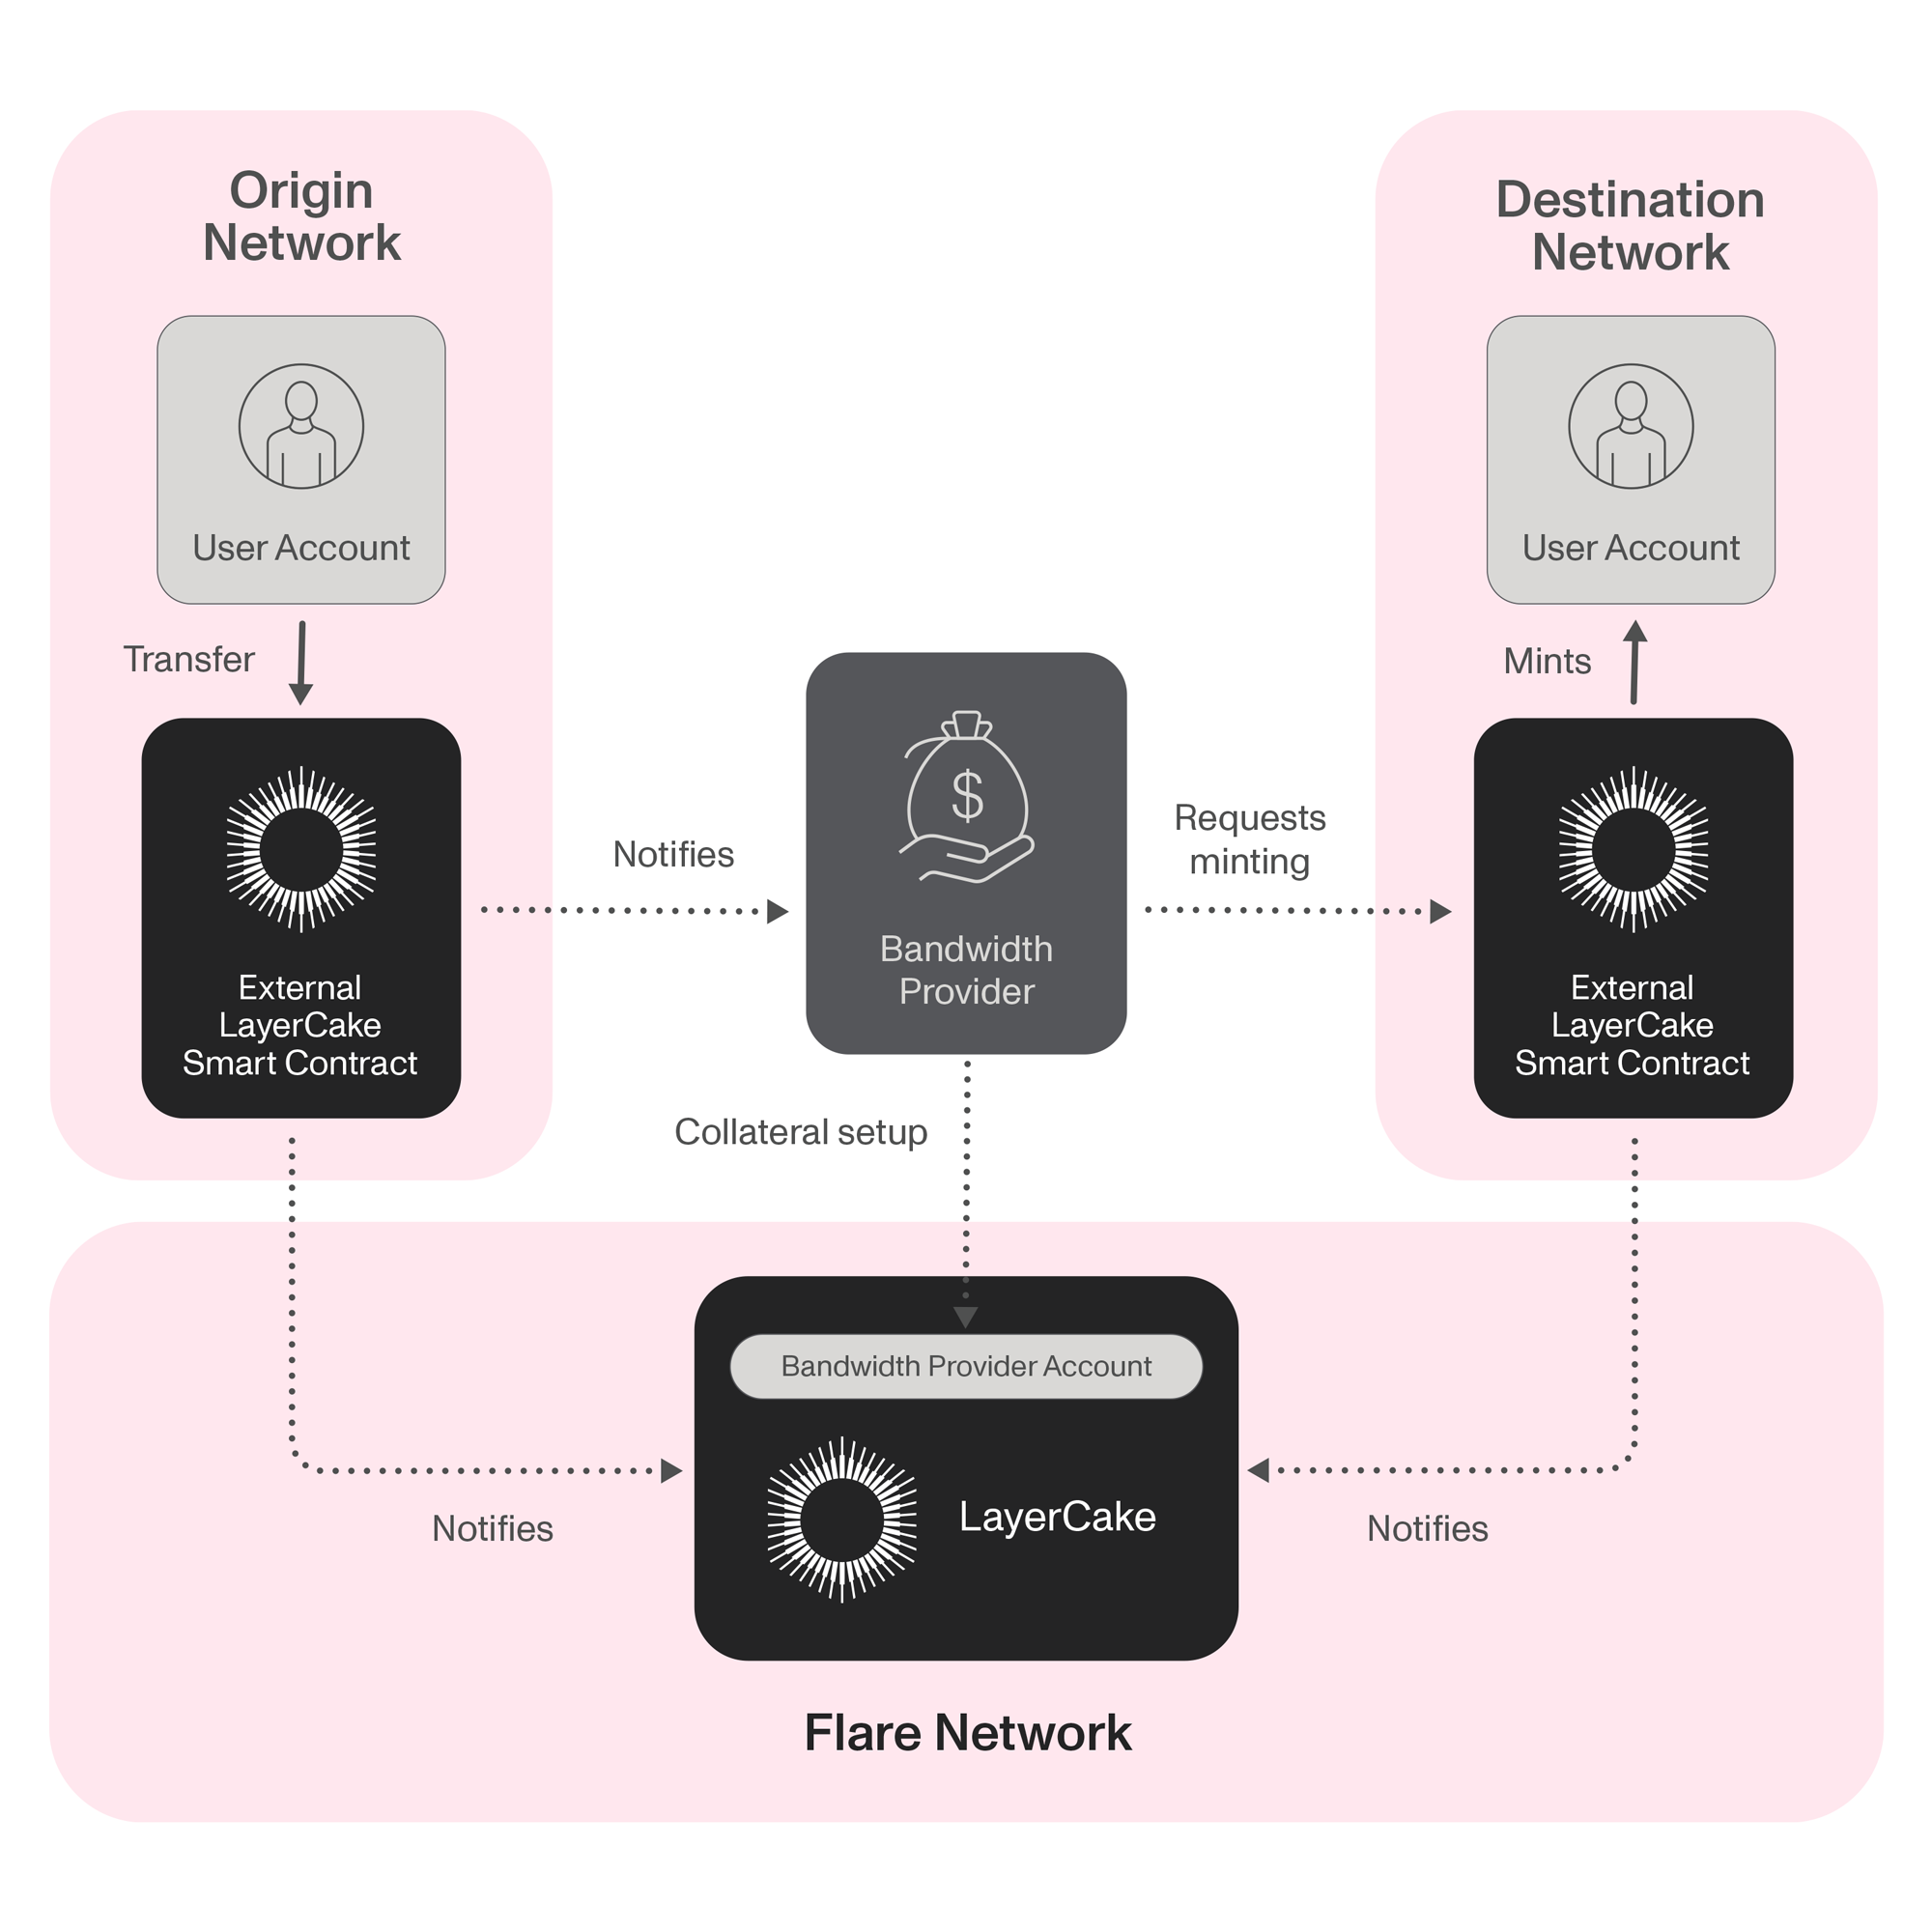 Origin
Network
User Account
Transfer
External
LayerCake
Smart Contract
Notifies
$
Bandwidth
Provider
Requests
minting
Collateral setup
Destination
Network
User Account
Mints
External
LayerCake
Smart Contract
Bandwidth Provider Account
LayerCake
Notifies
Notifies
Flare Network